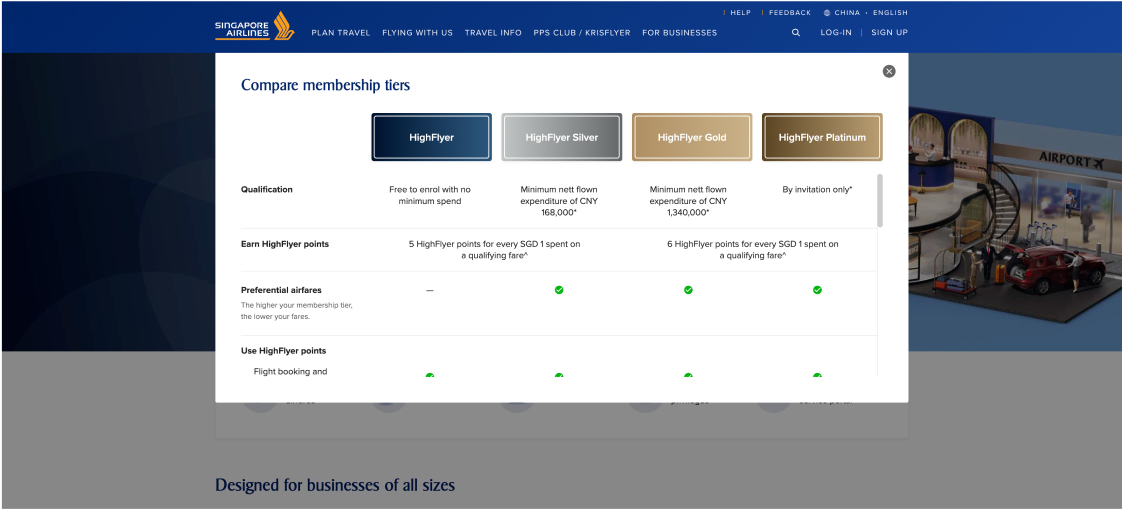 HELP
FEEDBACK
CHINA • ENGLISH
SINGAPORE
AIRLINES
PLAN TRAVEL
FLYING WITH US
TRAVEL INFO
PPS CLUB / KRISFLYER
FOR BUSINESSES
LOG-IN
SIGN UP
Compare membership tiers
HighFlyer
HighFlyer Silver
HighFlyer Gold
HighFlyer Platinum
Qualification
Free to enrol with no
minimum spend
Minimum nett flown
expenditure of CNY
168,000*
Minimum nett flown
expenditure of CNY
1,340,000*
By invitation only*
Earn HighFlyer points
5 HighFlyer points for every SGD 1 spent on
a qualifying fare^
6 HighFlyer points for every SGD 1 spent on
a qualifying fare^
Preferential airfares
The higher your membership tier,
the lower your fares.
—
Use HighFlyer points
Flight booking and
AIRPORT
Designed for businesses of all sizes